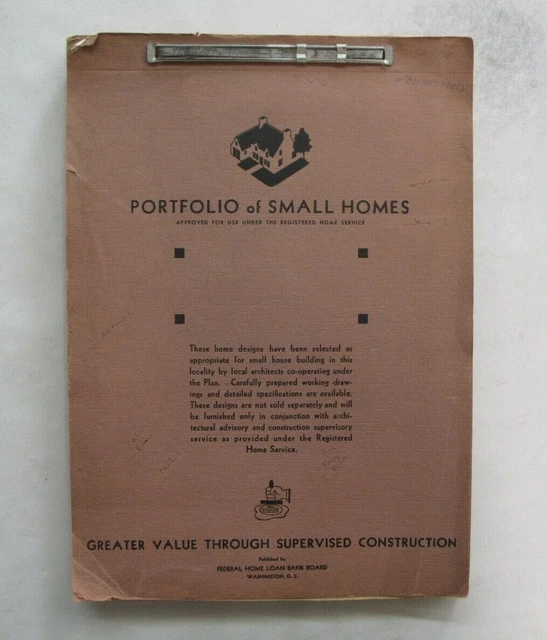 PORTFOLIO of SMALL HOMES
APPROVED FOR USE UNDER THE REGISTERED HOME SERVICE
These home designs have been selected as
appropriate for small house building in this
locality by local architects co-operating under
the Plan. Carefully prepared working draw-
ings and detailed specifications are available.
These designs are not sold separately and will
be furnished only in conjunction with archi-
tectural advisory and construction supervisory
service as provided under the Registered
Home Service.
GREATER VALUE THROUGH SUPERVISED CONSTRUCTION
Published by
FEDERAL HOME LOAN BANK BOARD
WASHINGTON, D. C.